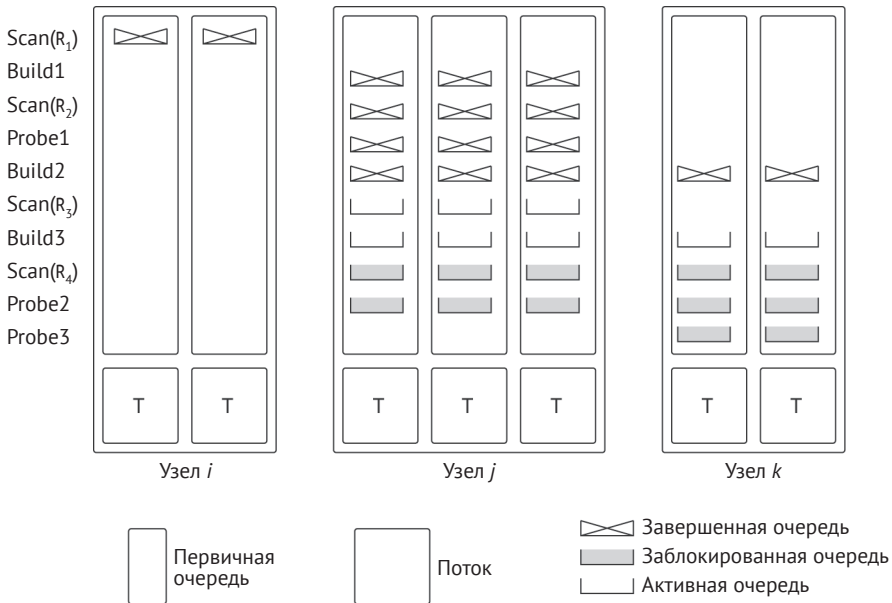 Scan(R₁)
Build1
Scan(R₂)
Probe1
Build2
Scan(R₃)
Build3
Scan(R₄)
Probe2
Probe3
T T T T T T T
Узел i Узел j Узел k
Первичная
очередь
Поток
Завершенная очередь
Заблокированная очередь
Активная очередь